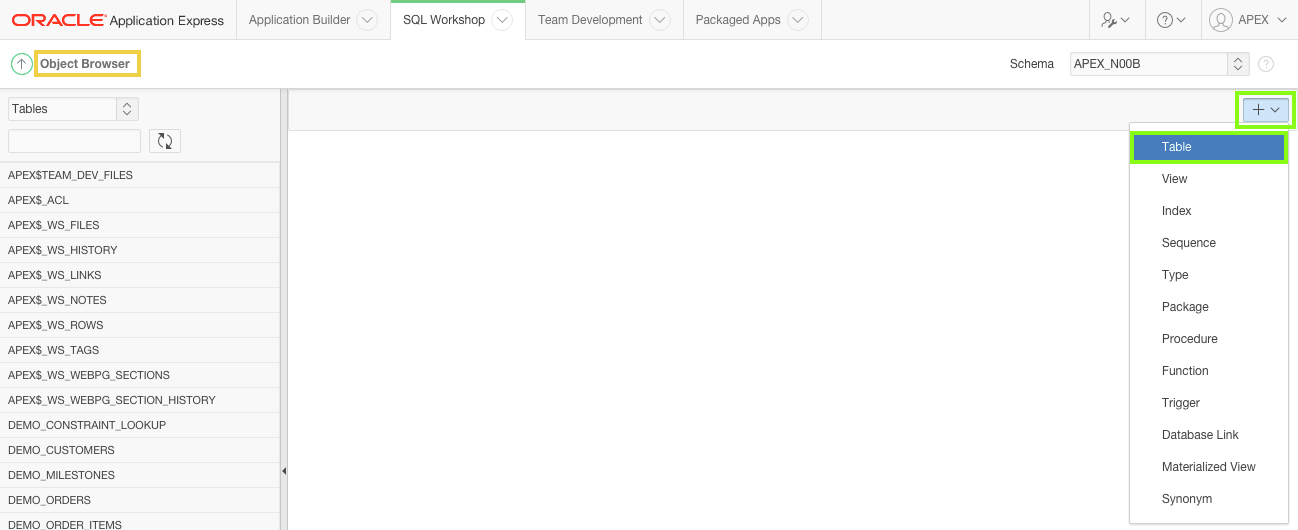 ORACLE Application Express
Application Builder
SQL Workshop
Team Development
Packaged Apps
?
APEX
Object Browser
Schema
APEX_N00B
?
Tables
APEX$TEAM_DEV_FILES
APEX$_ACL
APEX$_WS_FILES
APEX$_WS_HISTORY
APEX$_WS_LINKS
APEX$_WS_NOTES
APEX$_WS_ROWS
APEX$_WS_TAGS
APEX$_WS_WEBPG_SECTIONS
APEX$_WS_WEBPG_SECTION_HISTORY
DEMO_CONSTRAINT_LOOKUP
DEMO_CUSTOMERS
DEMO_MILESTONES
DEMO_ORDERS
DEMO_ORDER_ITEMS
Table
View
Index
Sequence
Type
Package
Procedure
Function
Trigger
Database Link
Materialized View
Synonym